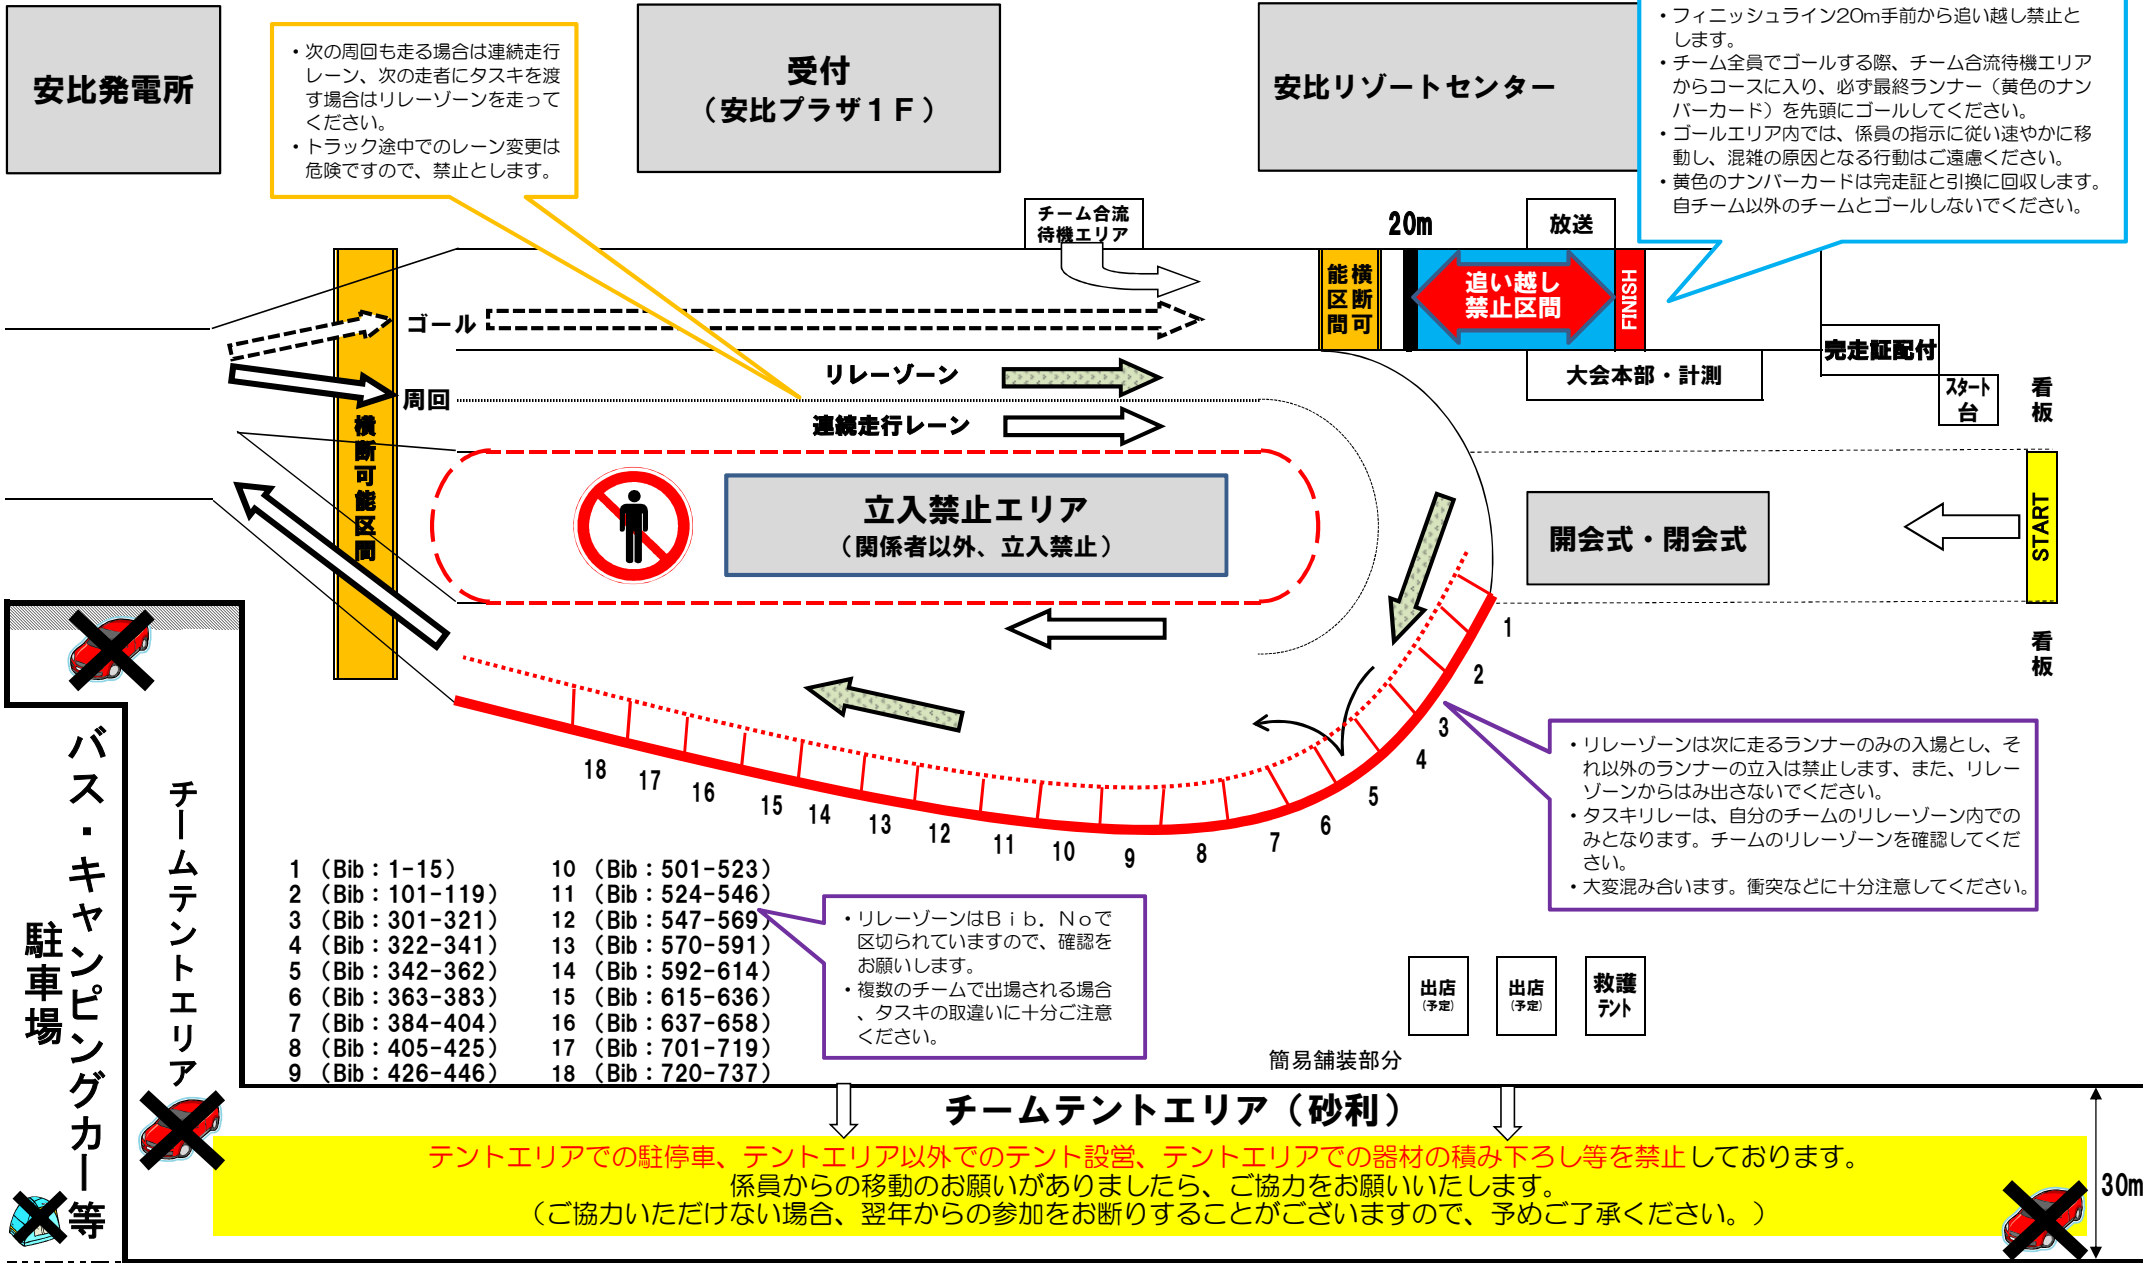 安比発電所
・次の周回も走る場合は連続走行
レーン、次の走者にタスキを渡
す場合はリレーゾーンを走って
ください。
・トラック途中でのレーン変更は
危険ですので、禁止とします。
受付
（安比プラザ１Ｆ）
安比リゾートセンター
・フィニッシュライン20m手前から追い越し禁止と
します。
・チーム全員でゴールする際、チーム合流待機エリア
からコースに入り、必ず最終ランナー（黄色のナン
バーカード）を先頭にゴールしてください。
・ゴールエリア内では、係員の指示に従い速やかに移
動し、混雑の原因となる行動はご遠慮ください。
・黄色のナンバーカードは完走証と引換に回収します。
自チーム以外のチームとゴールしないでください。
チーム合流
待機エリア
20m
放送
横断可
能区間
追い越し
禁止区間
FINISH
ゴール
周回
横断可能区間
リレーゾーン
連続走行レーン
大会本部・計測
完走証配付
スタート
台
看板
立入禁止エリア
（関係者以外、立入禁止）
開会式・閉会式
START
看板
1
2
3
4
5
6
7
8
9
10
11
12
13
14
15
16
17
18
・リレーゾーンは次に走るランナーのみの入場とし、そ
れ以外のランナーの立入は禁止します、また、リレー
ゾーンからはみ出さないでください。
・タスキリレーは、自分のチームのリレーゾーン内での
みとなります。チームのリレーゾーンを確認してくだ
さい。
・大変混み合います。衝突などに十分注意してください。
バス・キャンピングカー等
駐車場
チームテントエリア
1 （Bib：1-15）
2 （Bib：101-119）
3 （Bib：301-321）
4 （Bib：322-341）
5 （Bib：342-362）
6 （Bib：363-383）
7 （Bib：384-404）
8 （Bib：405-425）
9 （Bib：426-446）
10 （Bib：501-523）
11 （Bib：524-546）
12 （Bib：547-569）
13 （Bib：570-591）
14 （Bib：592-614）
15 （Bib：615-636）
16 （Bib：637-658）
17 （Bib：701-719）
18 （Bib：720-737）
・リレーゾーンはＢｉｂ．Ｎｏで
区切られていますので、確認を
お願いします。
・複数のチームで出場される場合
、タスキの取違いに十分ご注意
ください。
出店
(予定)
出店
(予定)
救護
テント
簡易舗装部分
チームテントエリア（砂利）
テントエリアでの駐停車、テントエリア以外でのテント設営、テントエリアでの器材の積み下ろし等を禁止しております。
係員からの移動のお願いがありましたら、ご協力をお願いいたします。
（ご協力いただけない場合、翌年からの参加をお断りすることがございますので、予めご了承ください。）
30m